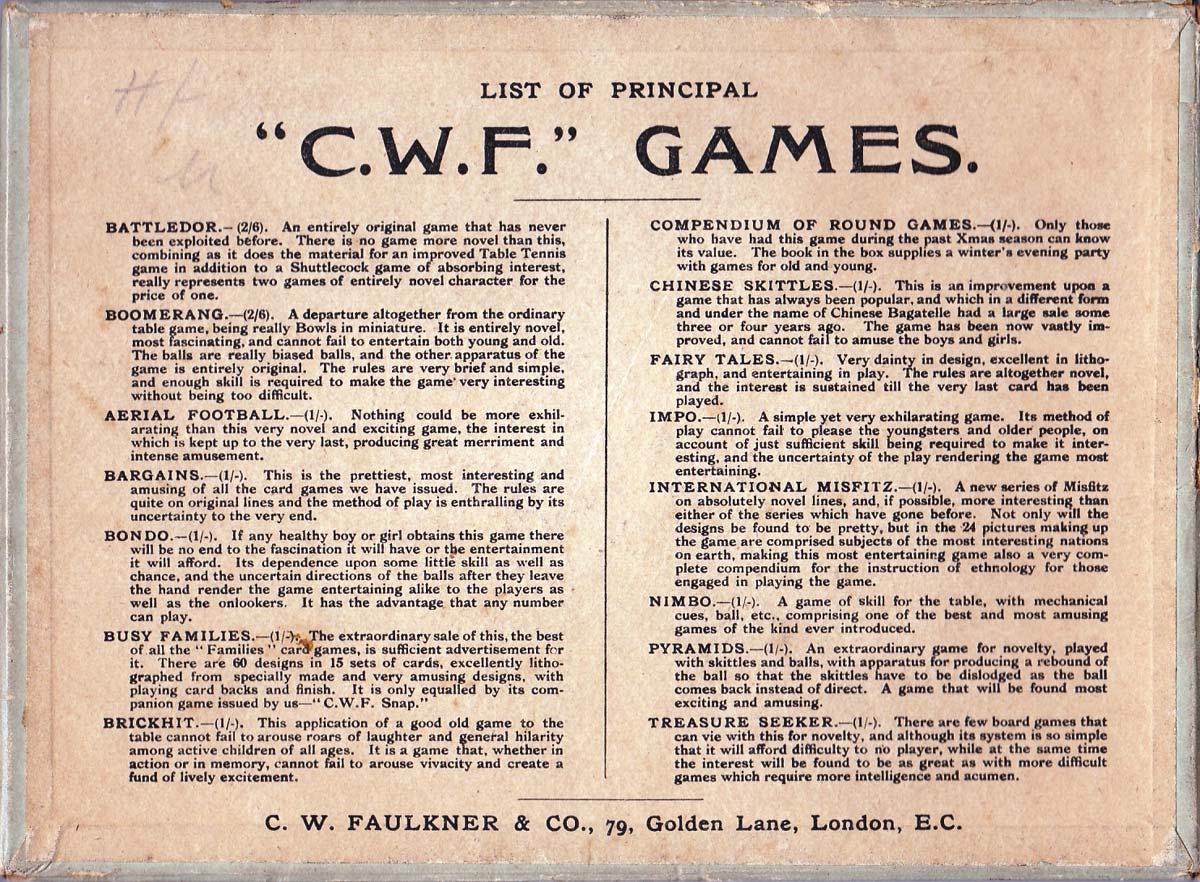 LIST OF PRINCIPAL
"C.W.F." GAMES.
BATTLEDOR.—(2/6). An entirely original game that has never
been exploited before. There is no game more novel than this,
combining as it does the material for an improved Table Tennis
game in addition to a Shuttlecock game of absorbing interest,
really represents two games of entirely novel character for the
price of one.
BOOMERANG.—(2/6). A departure altogether from the ordinary
table game, being really Bowls in miniature. It is entirely novel,
most fascinating, and cannot fail to entertain both young and old.
The balls are really biased balls, and the other apparatus of the
game is entirely original. The rules are very brief and simple,
and enough skill is required to make the game very interesting
without being too difficult.
AERIAL FOOTBALL.—(1/-). Nothing could be more exhil-
arating than this very novel and exciting game, the interest in
which is kept up to the very last, producing great merriment and
intense amusement.
BARGAINS.—(1/-). This is the prettiest, most interesting and
amusing of all the card games we have issued. The rules are
quite on original lines and the method of play is enthralling by its
uncertainty to the very end.
BONDO.—(1/-). If any healthy boy or girl obtains this game there
will be no end to the fascination it will have or the entertainment
it will afford. Its dependence upon some little skill as well as
chance, and the uncertain directions of the balls after they leave
the hand render the game entertaining alike to the players as
well as the onlookers. It has the advantage that any number
can play.
BUSY FAMILIES.—(1/-). The extraordinary sale of this, the best
of all the "Families" card games, is sufficient advertisement for
it. There are 60 designs in 15 sets of cards, excellently litho-
graphed from specially made and very amusing designs, with
playing card backs and finish. It is only equalled by its com-
panion game issued by us—"C.W.F. Snap."
BRICKHIT.—(1/-). This application of a good old game to the
table cannot fail to arouse roars of laughter and general hilarity
among active children of all ages. It is a game that, whether in
action or in memory, cannot fail to arouse vivacity and create a
fund of lively excitement.
COMPENDIUM OF ROUND GAMES.—(1/-). Only those
who have had this game during the past Xmas season can know
its value. The book in the box supplies a winter's evening party
with games for old and young.
CHINESE SKITTLES.—(1/-). This is an improvement upon a
game that has always been popular, and which in a different form
and under the name of Chinese Bagatelle had a large sale some
three or four years ago. The game has been now vastly im-
proved, and cannot fail to amuse the boys and girls.
FAIRY TALES.—(1/-). Very dainty in design, excellent in litho-
graph, and entertaining in play. The rules are altogether novel,
and the interest is sustained till the very last card has been
played.
IMPO.—(1/-). A simple yet very exhilarating game. Its method of
play cannot fail to please the youngsters and older people, on
account of just sufficient skill being required to make it inter-
esting, and the uncertainty of the play rendering the game most
entertaining.
INTERNATIONAL MISFITZ.—(1/-). A new series of Misfitz
on absolutely novel lines, and, if possible, more interesting than
either of the series which have gone before. Not only will the
designs be found to be pretty, but in the 24 pictures making up
the game are comprised subjects of the most interesting nations
on earth, making this most entertaining game also a very com-
plete compendium for the instruction of ethnology for those
engaged in playing the game.
NIMBO.—(1/-). A game of skill for the table, with mechanical
cues, ball, etc., comprising one of the best and most amusing
games of the kind ever introduced.
PYRAMIDS.—(1/-). An extraordinary game for novelty, played
with skittles and balls, with apparatus for producing a rebound of
the ball so that the skittles have to be dislodged as the ball
comes back instead of direct. A game that will be found most
exciting and amusing.
TREASURE SEEKER.—(1/-). There are few board games that
can vie with this for novelty, and although its system is so simple
that it will afford difficulty to no player, while at the same time
the interest will be found to be as great as with more difficult
games which require more intelligence and acumen.
C. W. FAULKNER & CO., 79, Golden Lane, London, E.C.